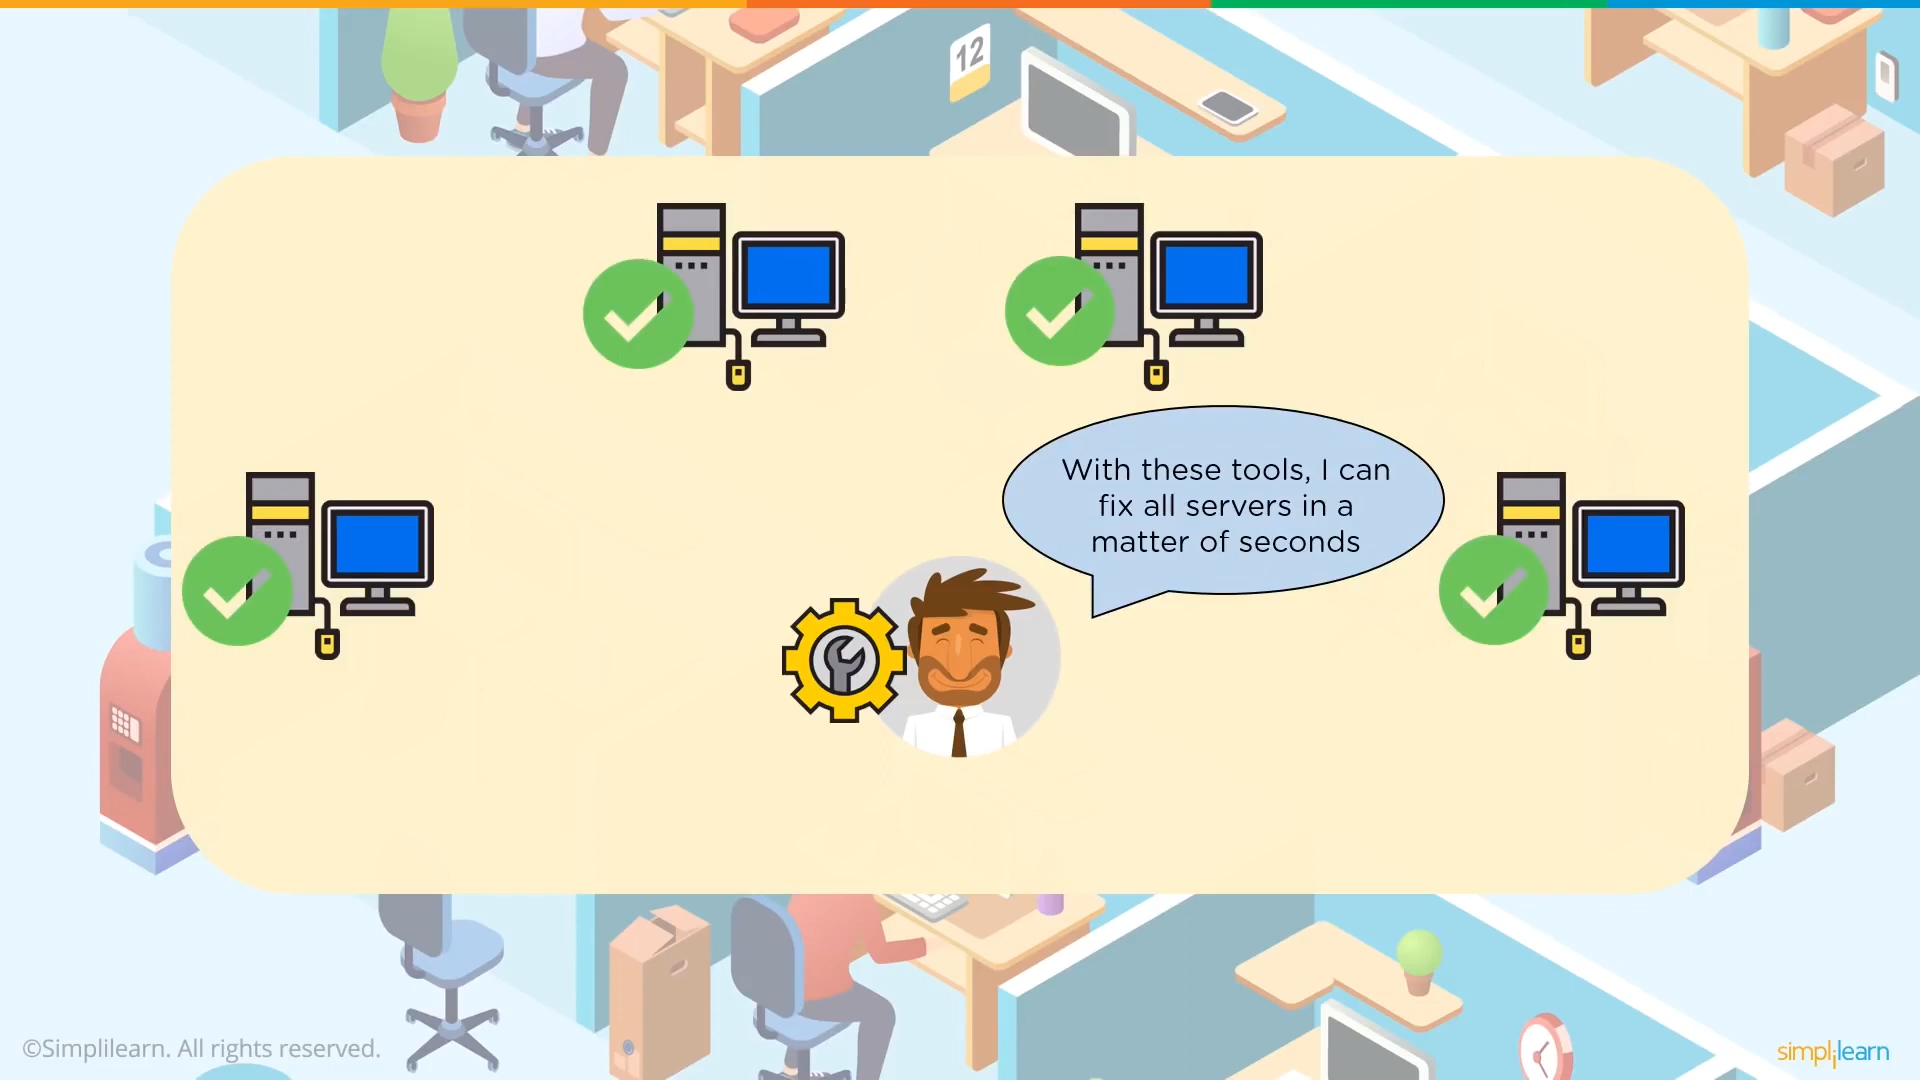 12
With these tools, I can
fix all servers in a
matter of seconds
©Simplilearn. All rights reserved.
simplilearn